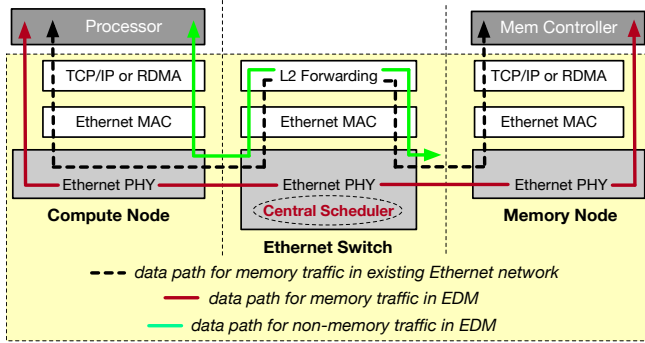 Processor
Mem Controller
TCP/IP or RDMA
L2 Forwarding
TCP/IP or RDMA
Ethernet MAC
Ethernet MAC
Ethernet MAC
Ethernet PHY
Ethernet PHY
Ethernet PHY
Central Scheduler
Compute Node
Memory Node
Ethernet Switch
data path for memory traffic in existing Ethernet network
data path for memory traffic in EDM
data path for non-memory traffic in EDM